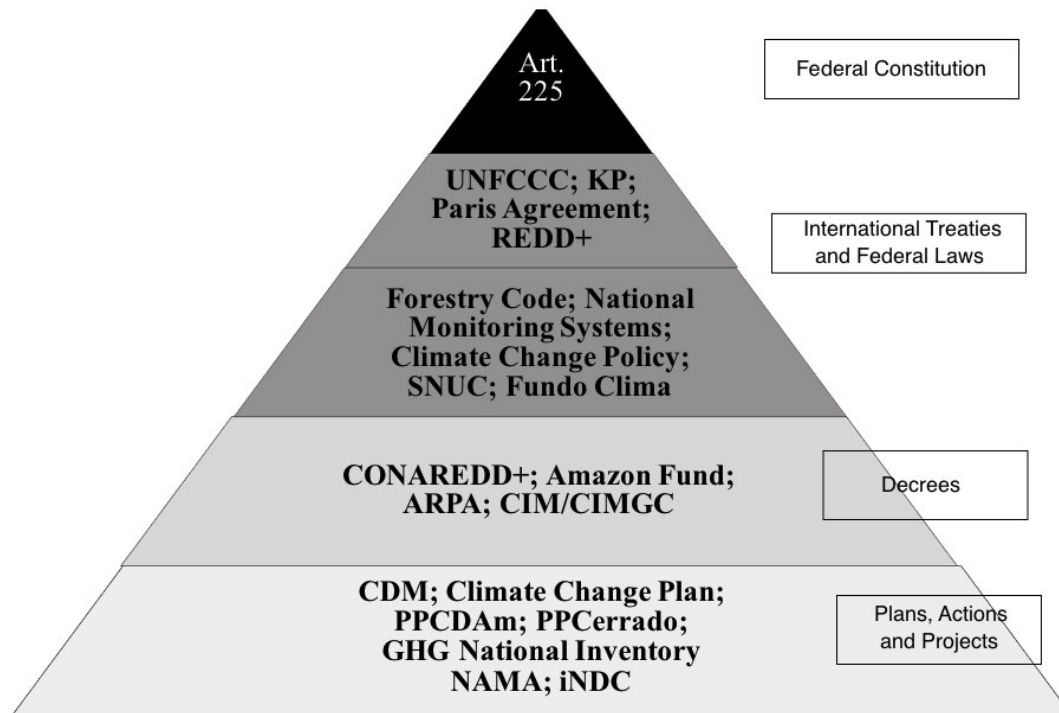 Art.
225
Federal Constitution
UNFCCC; KP;
Paris Agreement;
REDD+
International Treaties
and Federal Laws
Forestry Code; National
Monitoring Systems;
Climate Change Policy;
SNUC; Fundo Clima
CONAREDD+; Amazon Fund;
ARPA; CIM/CIMGC
Decrees
CDM; Climate Change Plan;
PPCDAm; PPCerrado;
GHG National Inventory
NAMA; iNDC
Plans, Actions
and Projects